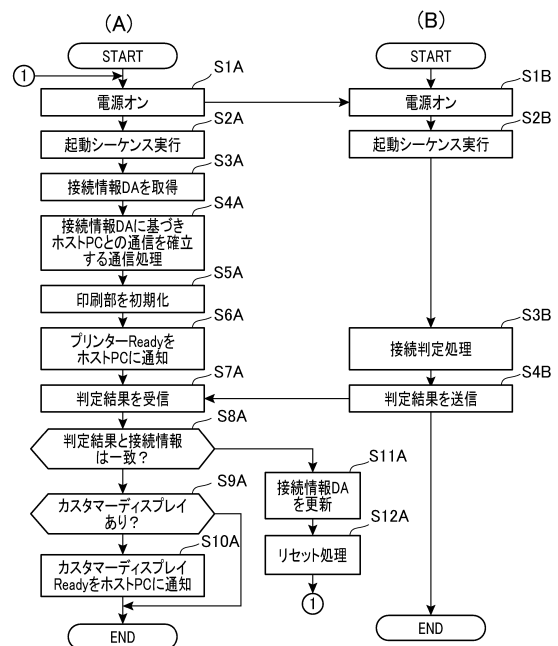 (A)
START
①
S1A
電源オン
S2A
起動シーケンス実行
S3A
接続情報DAを取得
S4A
接続情報DAに基づき
ホストPCとの通信を確立
する通信処理
S5A
印刷部を初期化
S6A
プリンターReadyを
ホストPCに通知
S7A
判定結果を受信
S8A
判定結果と接続情報
は一致?
S9A
カスタマーディスプレイ
あり?
S10A
カスタマーディスプレイ
ReadyをホストPCに通知
END
S11A
接続情報DA
を更新
S12A
リセット処理
①
(B)
START
S1B
電源オン
S2B
起動シーケンス実行
S3B
接続判定処理
S4B
判定結果を送信
END